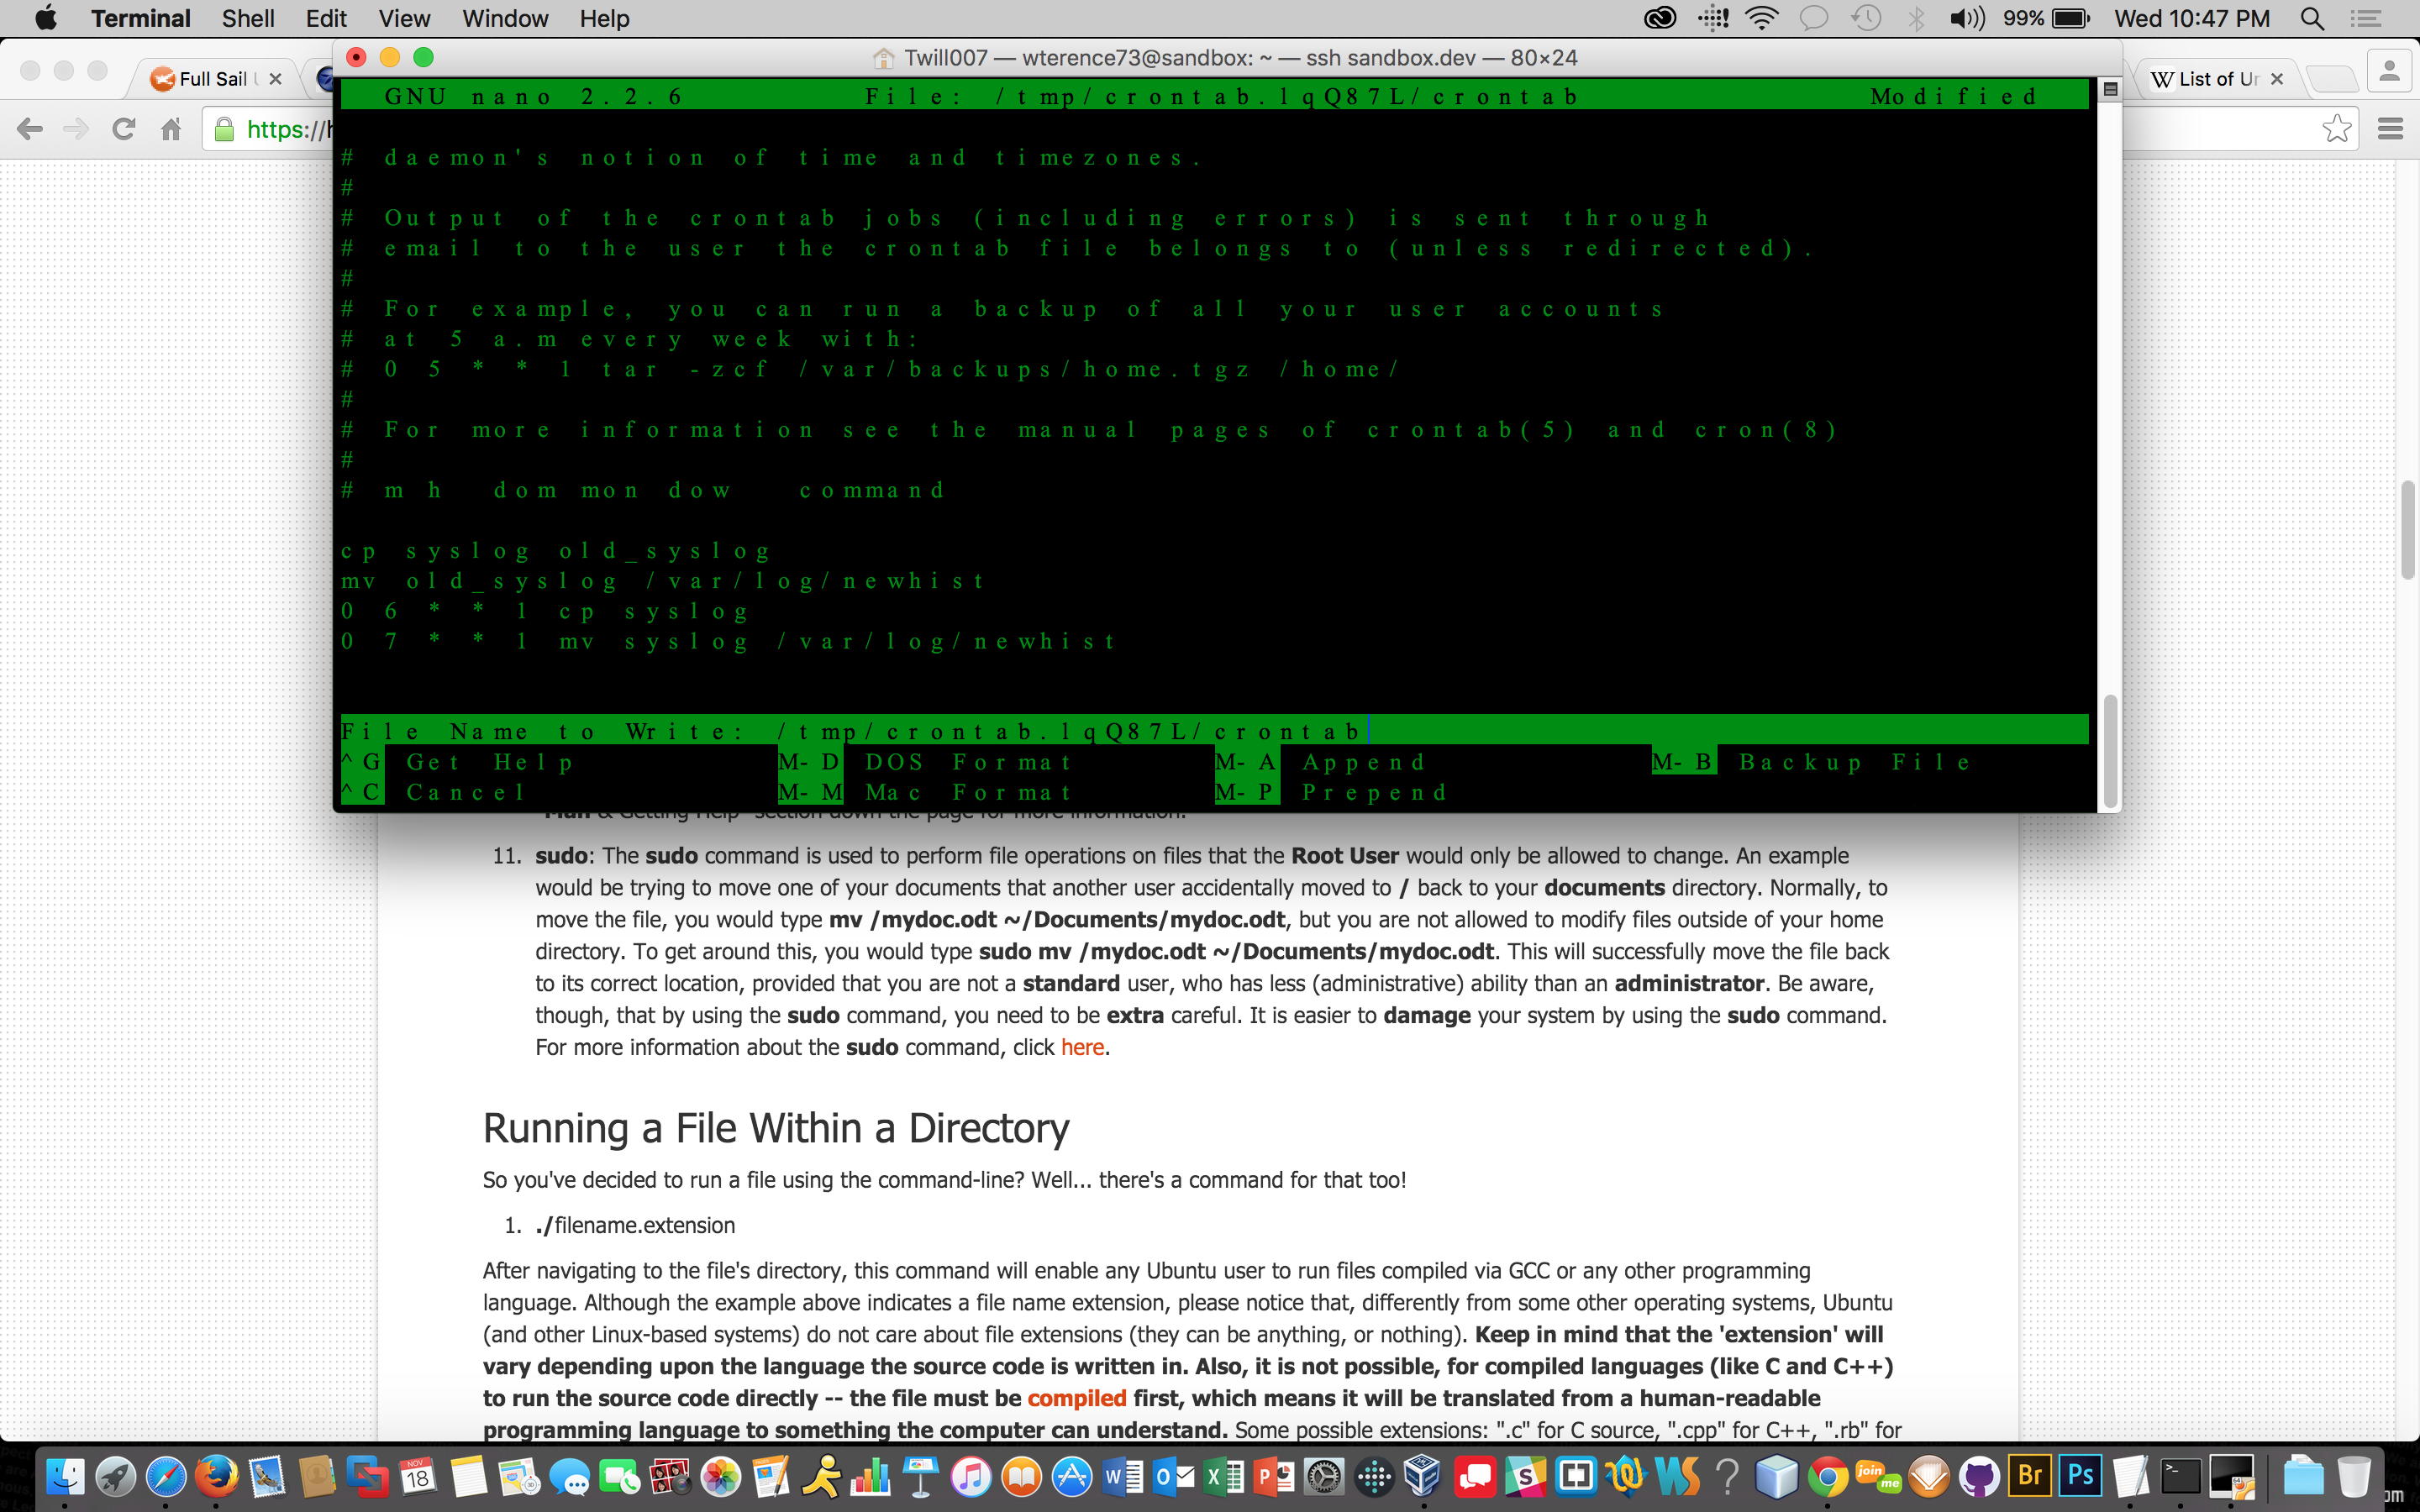 Terminal Shell Edit View Window Help 99% Wed 10:47 PM
Twill007 — wterence73@sandbox: ~ — ssh sandbox.dev — 80×24
Full Sail
List of Ur
https://
GNU nano 2.2.6 File: /tmp/crontab.lqQ87L/crontab Modified
# daemon's notion of time and timezones.
#
# Output of the crontab jobs (including errors) is sent through
# email to the user the crontab file belongs to (unless redirected).
#
# For example, you can run a backup of all your user accounts
# at 5 a.m every week with:
# 0 5 * * 1 tar -zcf /var/backups/home.tgz /home/
#
# For more information see the manual pages of crontab(5) and cron(8)
#
# m h dom mon dow command
cp syslog old_syslog
mv old_syslog /var/log/newhist
0 6 * * 1 cp syslog
0 7 * * 1 mv syslog /var/log/newhist
File Name to Write: /tmp/crontab.lqQ87L/crontab
^G Get Help M-D DOS Format M-A Append M-B Backup File
^C Cancel M-M Mac Format M-P Prepend
"Man & Getting Help" section down the page for more information.
11. sudo: The sudo command is used to perform file operations on files that the Root User would only be allowed to change. An example
would be trying to move one of your documents that another user accidentally moved to / back to your documents directory. Normally, to
move the file, you would type mv /mydoc.odt ~/Documents/mydoc.odt, but you are not allowed to modify files outside of your home
directory. To get around this, you would type sudo mv /mydoc.odt ~/Documents/mydoc.odt. This will successfully move the file back
to its correct location, provided that you are not a standard user, who has less (administrative) ability than an administrator. Be aware,
though, that by using the sudo command, you need to be extra careful. It is easier to damage your system by using the sudo command.
For more information about the sudo command, click here.
Running a File Within a Directory
So you've decided to run a file using the command-line? Well... there's a command for that too!
1. ./filename.extension
After navigating to the file's directory, this command will enable any Ubuntu user to run files compiled via GCC or any other programming
language. Although the example above indicates a file name extension, please notice that, differently from some other operating systems, Ubuntu
(and other Linux-based systems) do not care about file extensions (they can be anything, or nothing). Keep in mind that the 'extension' will
vary depending upon the language the source code is written in. Also, it is not possible, for compiled languages (like C and C++)
to run the source code directly -- the file must be compiled first, which means it will be translated from a human-readable
programming language to something the computer can understand. Some possible extensions: ".c" for C source, ".cpp" for C++, ".rb" for
NOV
18
join
me
Br
Ps